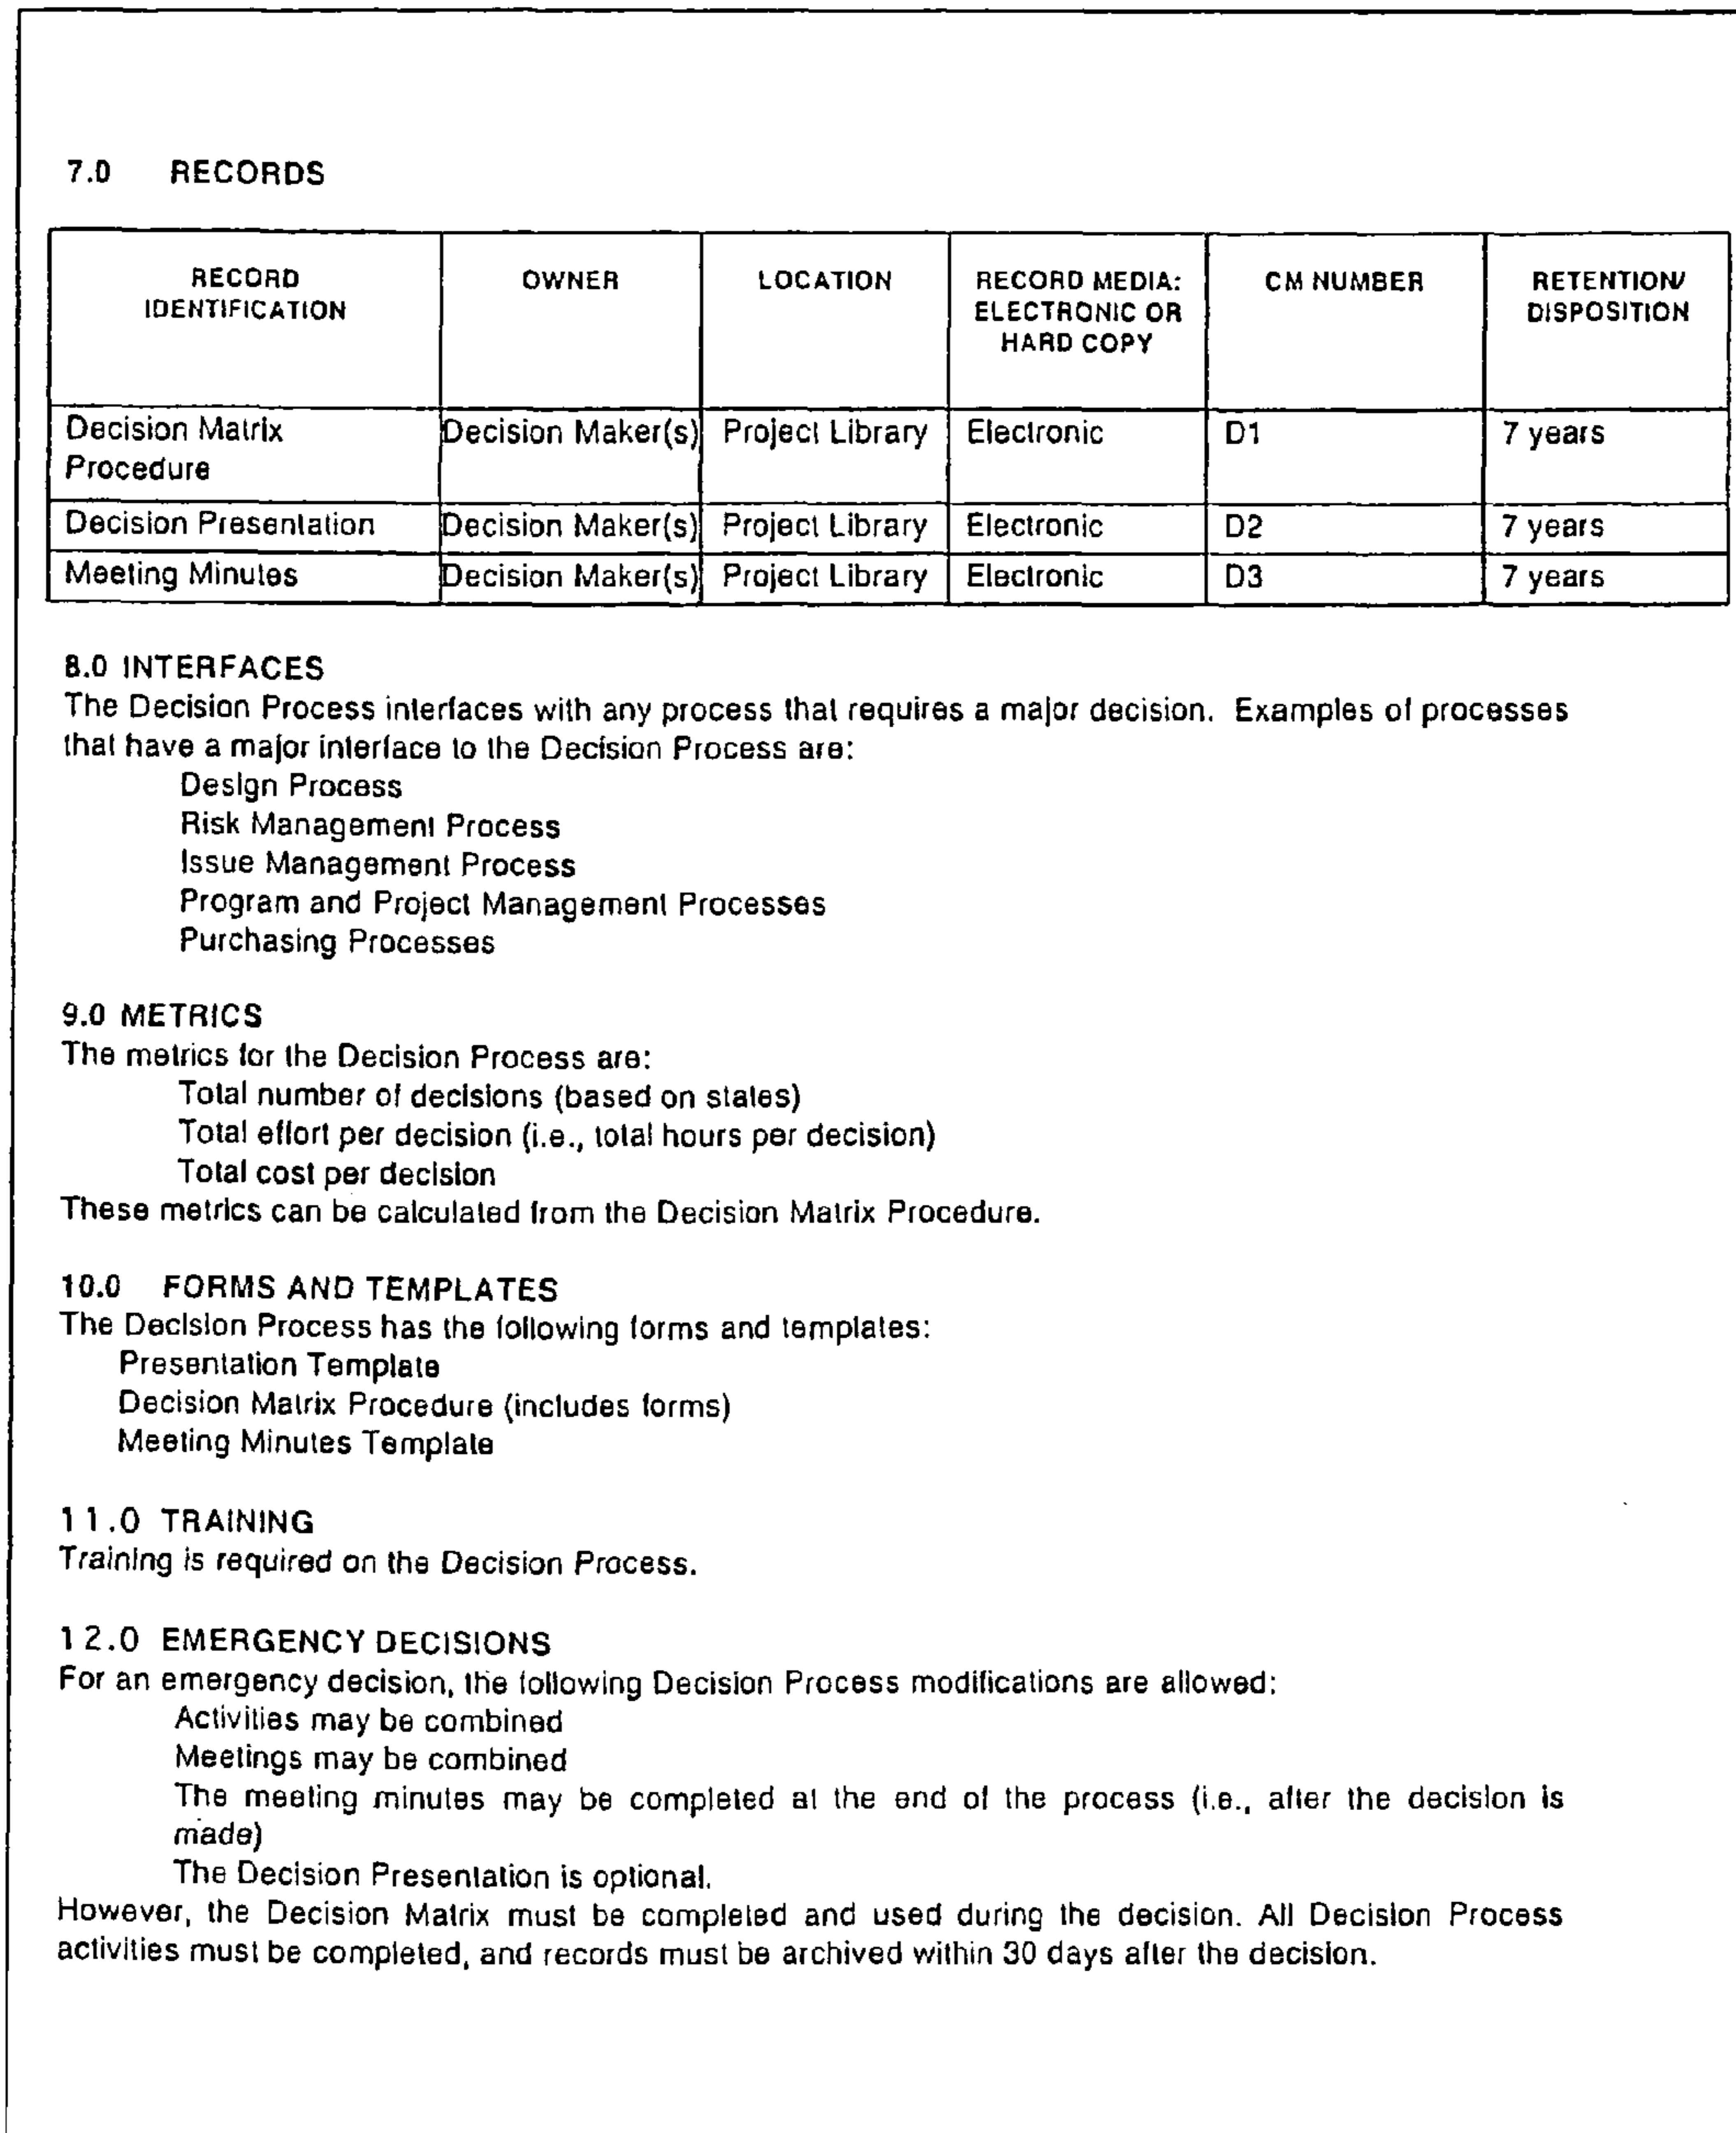 7.0 RECORDS
RECORD IDENTIFICATION OWNER LOCATION RECORD MEDIA: ELECTRONIC OR HARD COPY CM NUMBER RETENTION/ DISPOSITION
Decision Matrix Procedure Decision Maker(s) Project Library Electronic D1 7 years
Decision Presentation Decision Maker(s) Project Library Electronic D2 7 years
Meeting Minutes Decision Maker(s) Project Library Electronic D3 7 years
8.0 INTERFACES
The Decision Process interfaces with any process that requires a major decision. Examples of processes
that have a major interface to the Decision Process are:
Design Process
Risk Management Process
Issue Management Process
Program and Project Management Processes
Purchasing Processes
9.0 METRICS
The metrics for the Decision Process are:
Total number of decisions (based on states)
Total effort per decision (i.e., total hours per decision)
Total cost per decision
These metrics can be calculated from the Decision Matrix Procedure.
10.0 FORMS AND TEMPLATES
The Decision Process has the following forms and templates:
Presentation Template
Decision Matrix Procedure (includes forms)
Meeting Minutes Template
11.0 TRAINING
Training is required on the Decision Process.
12.0 EMERGENCY DECISIONS
For an emergency decision, the following Decision Process modifications are allowed:
Activities may be combined
Meetings may be combined
The meeting minutes may be completed at the end of the process (i.e., after the decision is
made)
The Decision Presentation is optional.
However, the Decision Matrix must be completed and used during the decision. All Decision Process
activities must be completed, and records must be archived within 30 days after the decision.